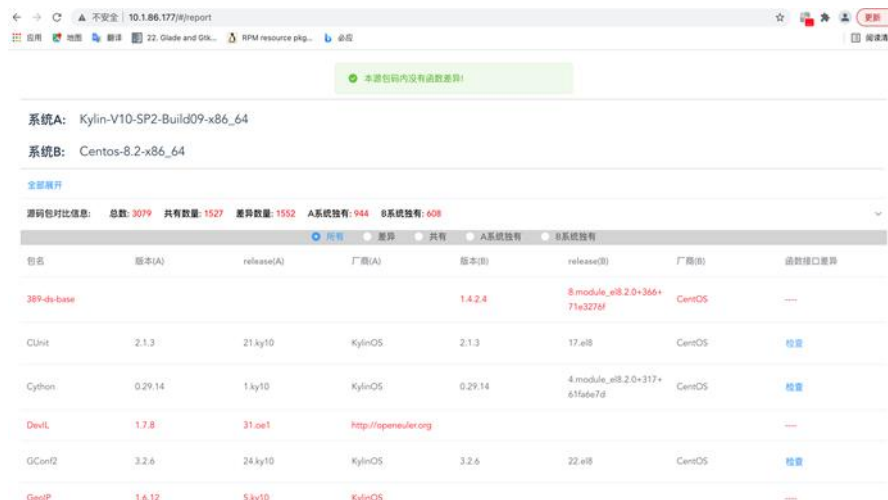 不安全 10.1.86.177/#/report 更新
应用 地图 翻译 22. Glade and Gtk... RPM resource pkg... 必应 阅读清
本源包码内没有函数差异!
系统A: Kylin-V10-SP2-Build09-x86_64
系统B: Centos-8.2-x86_64
全部展开
源码包对比信息: 总数: 3079 共有数量: 1527 差异数量: 1552 A系统独有: 944 B系统独有: 608
所有 差异 共有 A系统独有 B系统独有
包名 版本(A) release(A) 厂商(A) 版本(B) release(B) 厂商(B) 函数接口差异
389-ds-base 1.4.2.4 8.module_el8.2.0+366+ CentOS ----
71e3276f
CUnit 2.1.3 21.ky10 KylinOS 2.1.3 17.el8 CentOS 检查
Cython 0.29.14 1.ky10 KylinOS 0.29.14 4.module_el8.2.0+317+ CentOS 检查
61fa6e7d
DevIL 1.7.8 31.oe1 http://openeuler.org ----
GConf2 3.2.6 24.ky10 KylinOS 3.2.6 22.el8 CentOS 检查
GeoIP 1.6.12 5.ky10 KylinOS ----